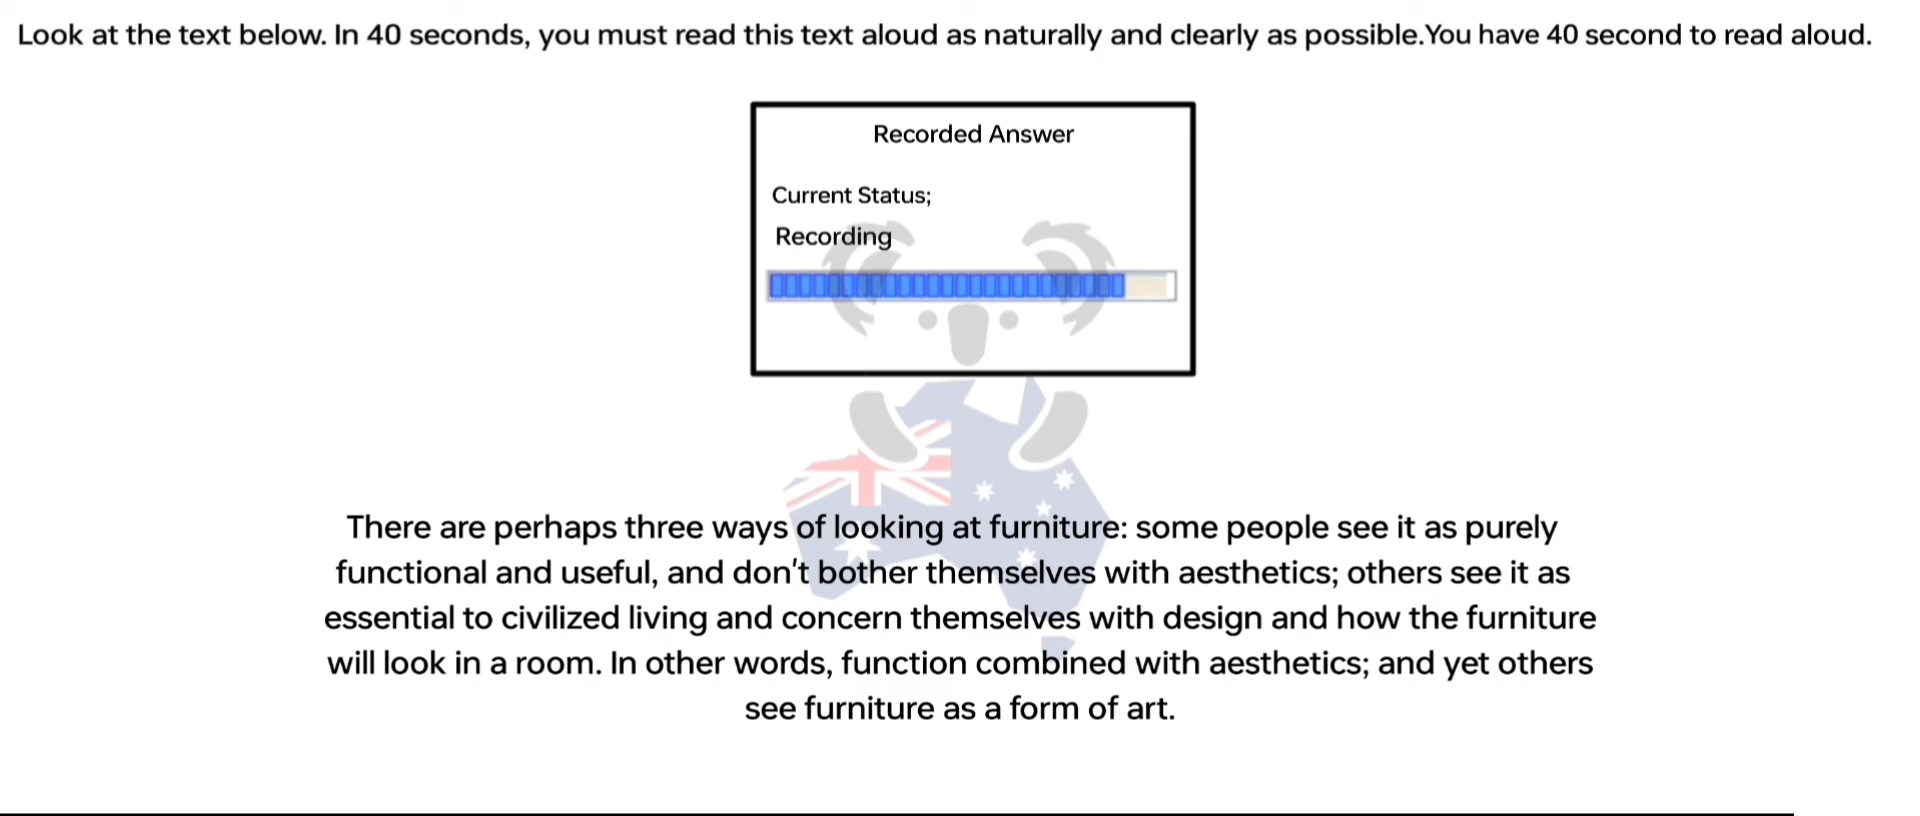 Look at the text below. In 40 seconds, you must read this text aloud as naturally and clearly as possible.You have 40 second to read aloud.
Recorded Answer
Current Status;
Recording
There are perhaps three ways of looking at furniture: some people see it as purely
functional and useful, and don't bother themselves with aesthetics; others see it as
essential to civilized living and concern themselves with design and how the furniture
will look in a room. In other words, function combined with aesthetics; and yet others
see furniture as a form of art.